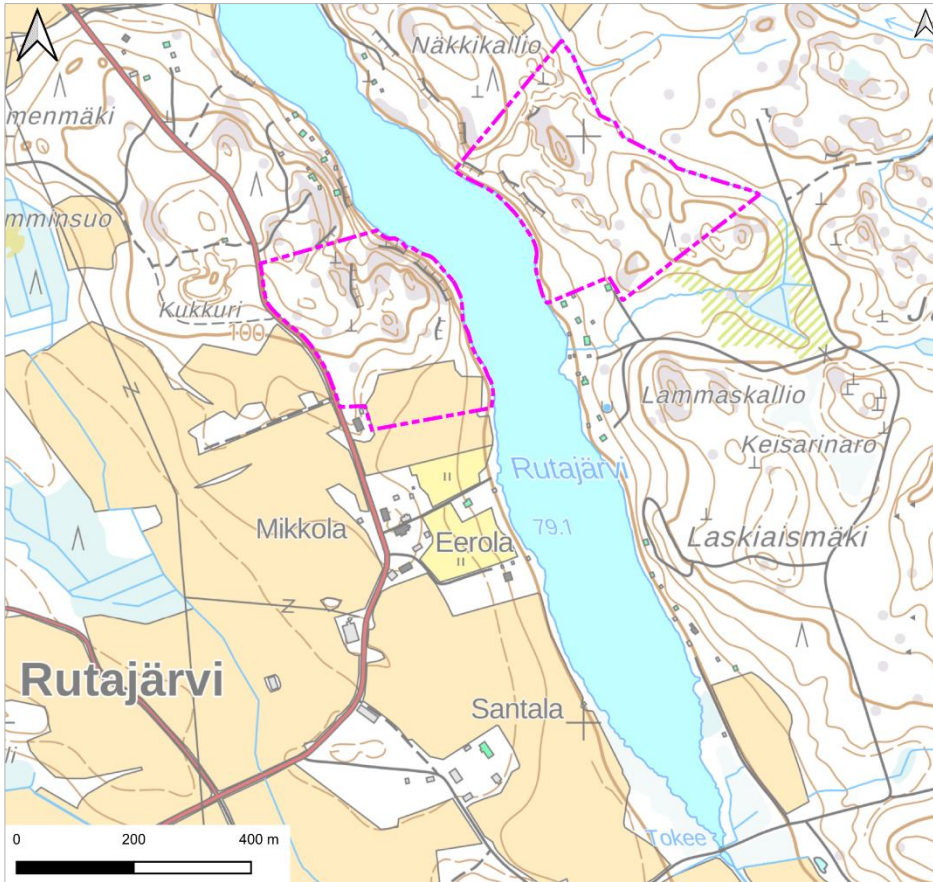 Näkkikallio
menmäki
mminsuo
Kukkuri
100
Lammaskallio
Keisarinaro
Rutajärvi
79.1
Mikkola
Eerola
Laskiaismäki
Rutajärvi
Santala
li
Tokee
0 200 400 m